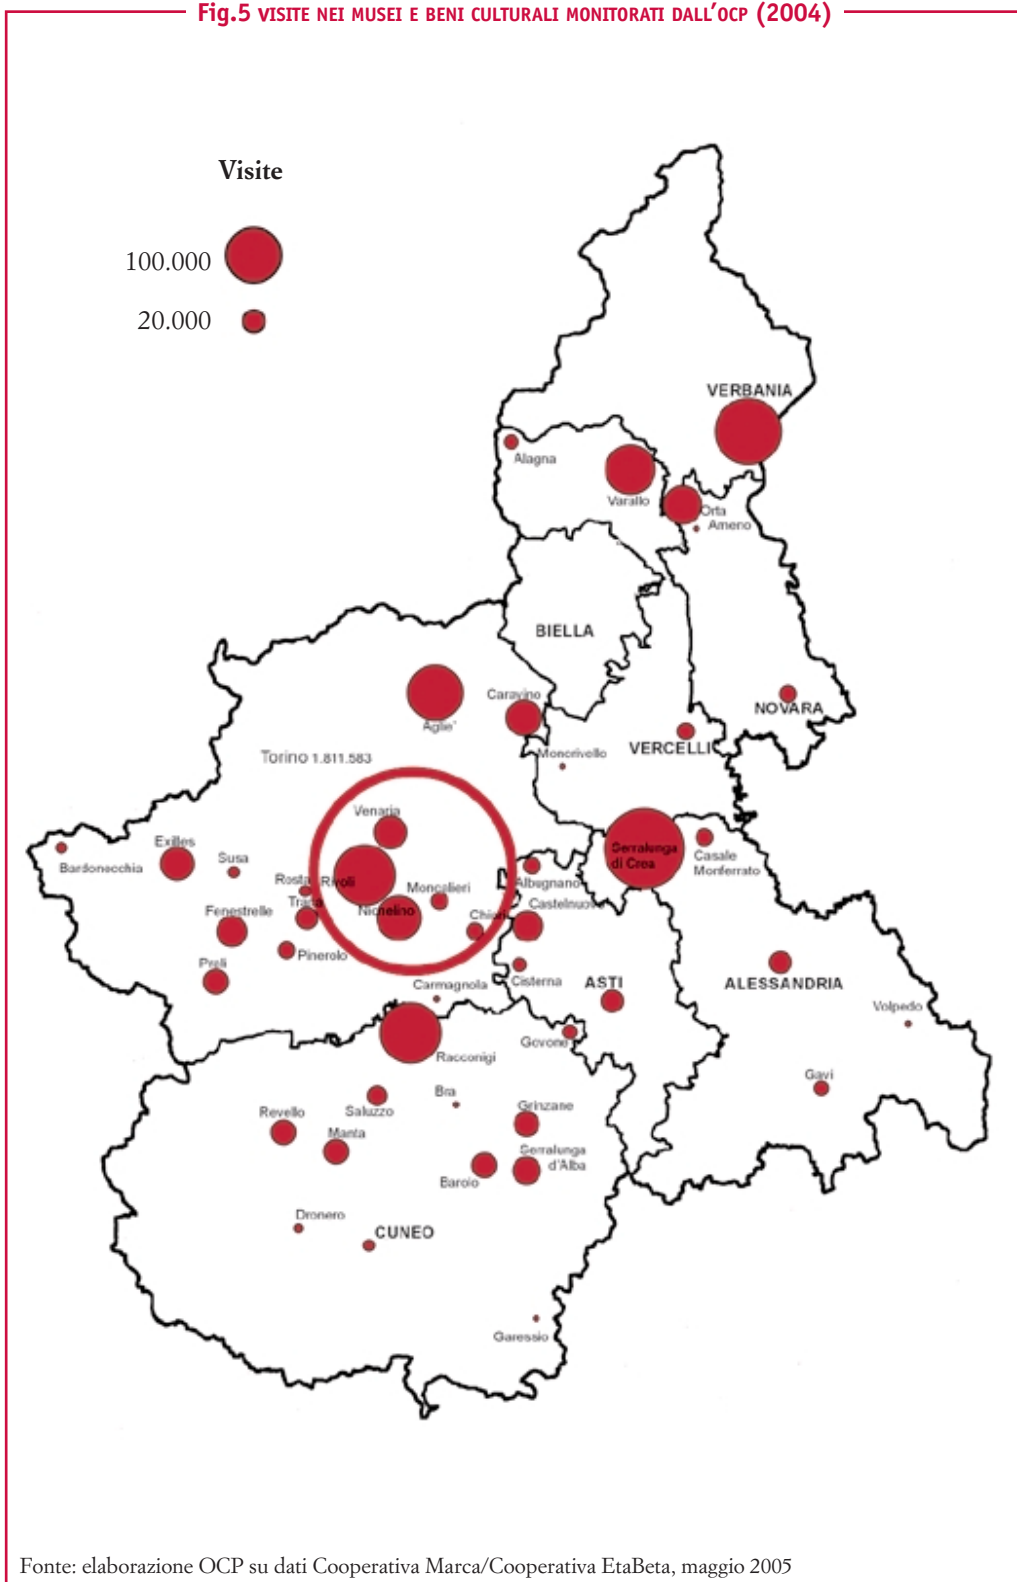 Fig.5 VISITE NEI MUSEI E BENI CULTURALI MONITORATI DALL'OCP (2004)
Visite
100.000
20.000
VERBANIA
Alagna
Varallo
Orta
Ameno
BIELLA
Caravino
Aglie'
NOVARA
VERCELLI
Moncrivello
Torino 1.811.583
Venaria
Exilles
Bardonecchia
Susa
Serralunga
di Crea
Casale
Monferrato
Rosta
Rivoli
Moncalieri
Albugnano
Trana
Castelnuovo
Fenestrelle
Nichelino
Chieri
Pinerolo
Prali
Cisterna
ASTI
ALESSANDRIA
Carmagnola
Volpedo
Govone
Racconigi
Gavi
Bra
Saluzzo
Revello
Grinzane
Manta
Serralunga
d'Alba
Barolo
Dronero
CUNEO
Garessio
Fonte: elaborazione OCP su dati Cooperativa Marca/Cooperativa EtaBeta, maggio 2005